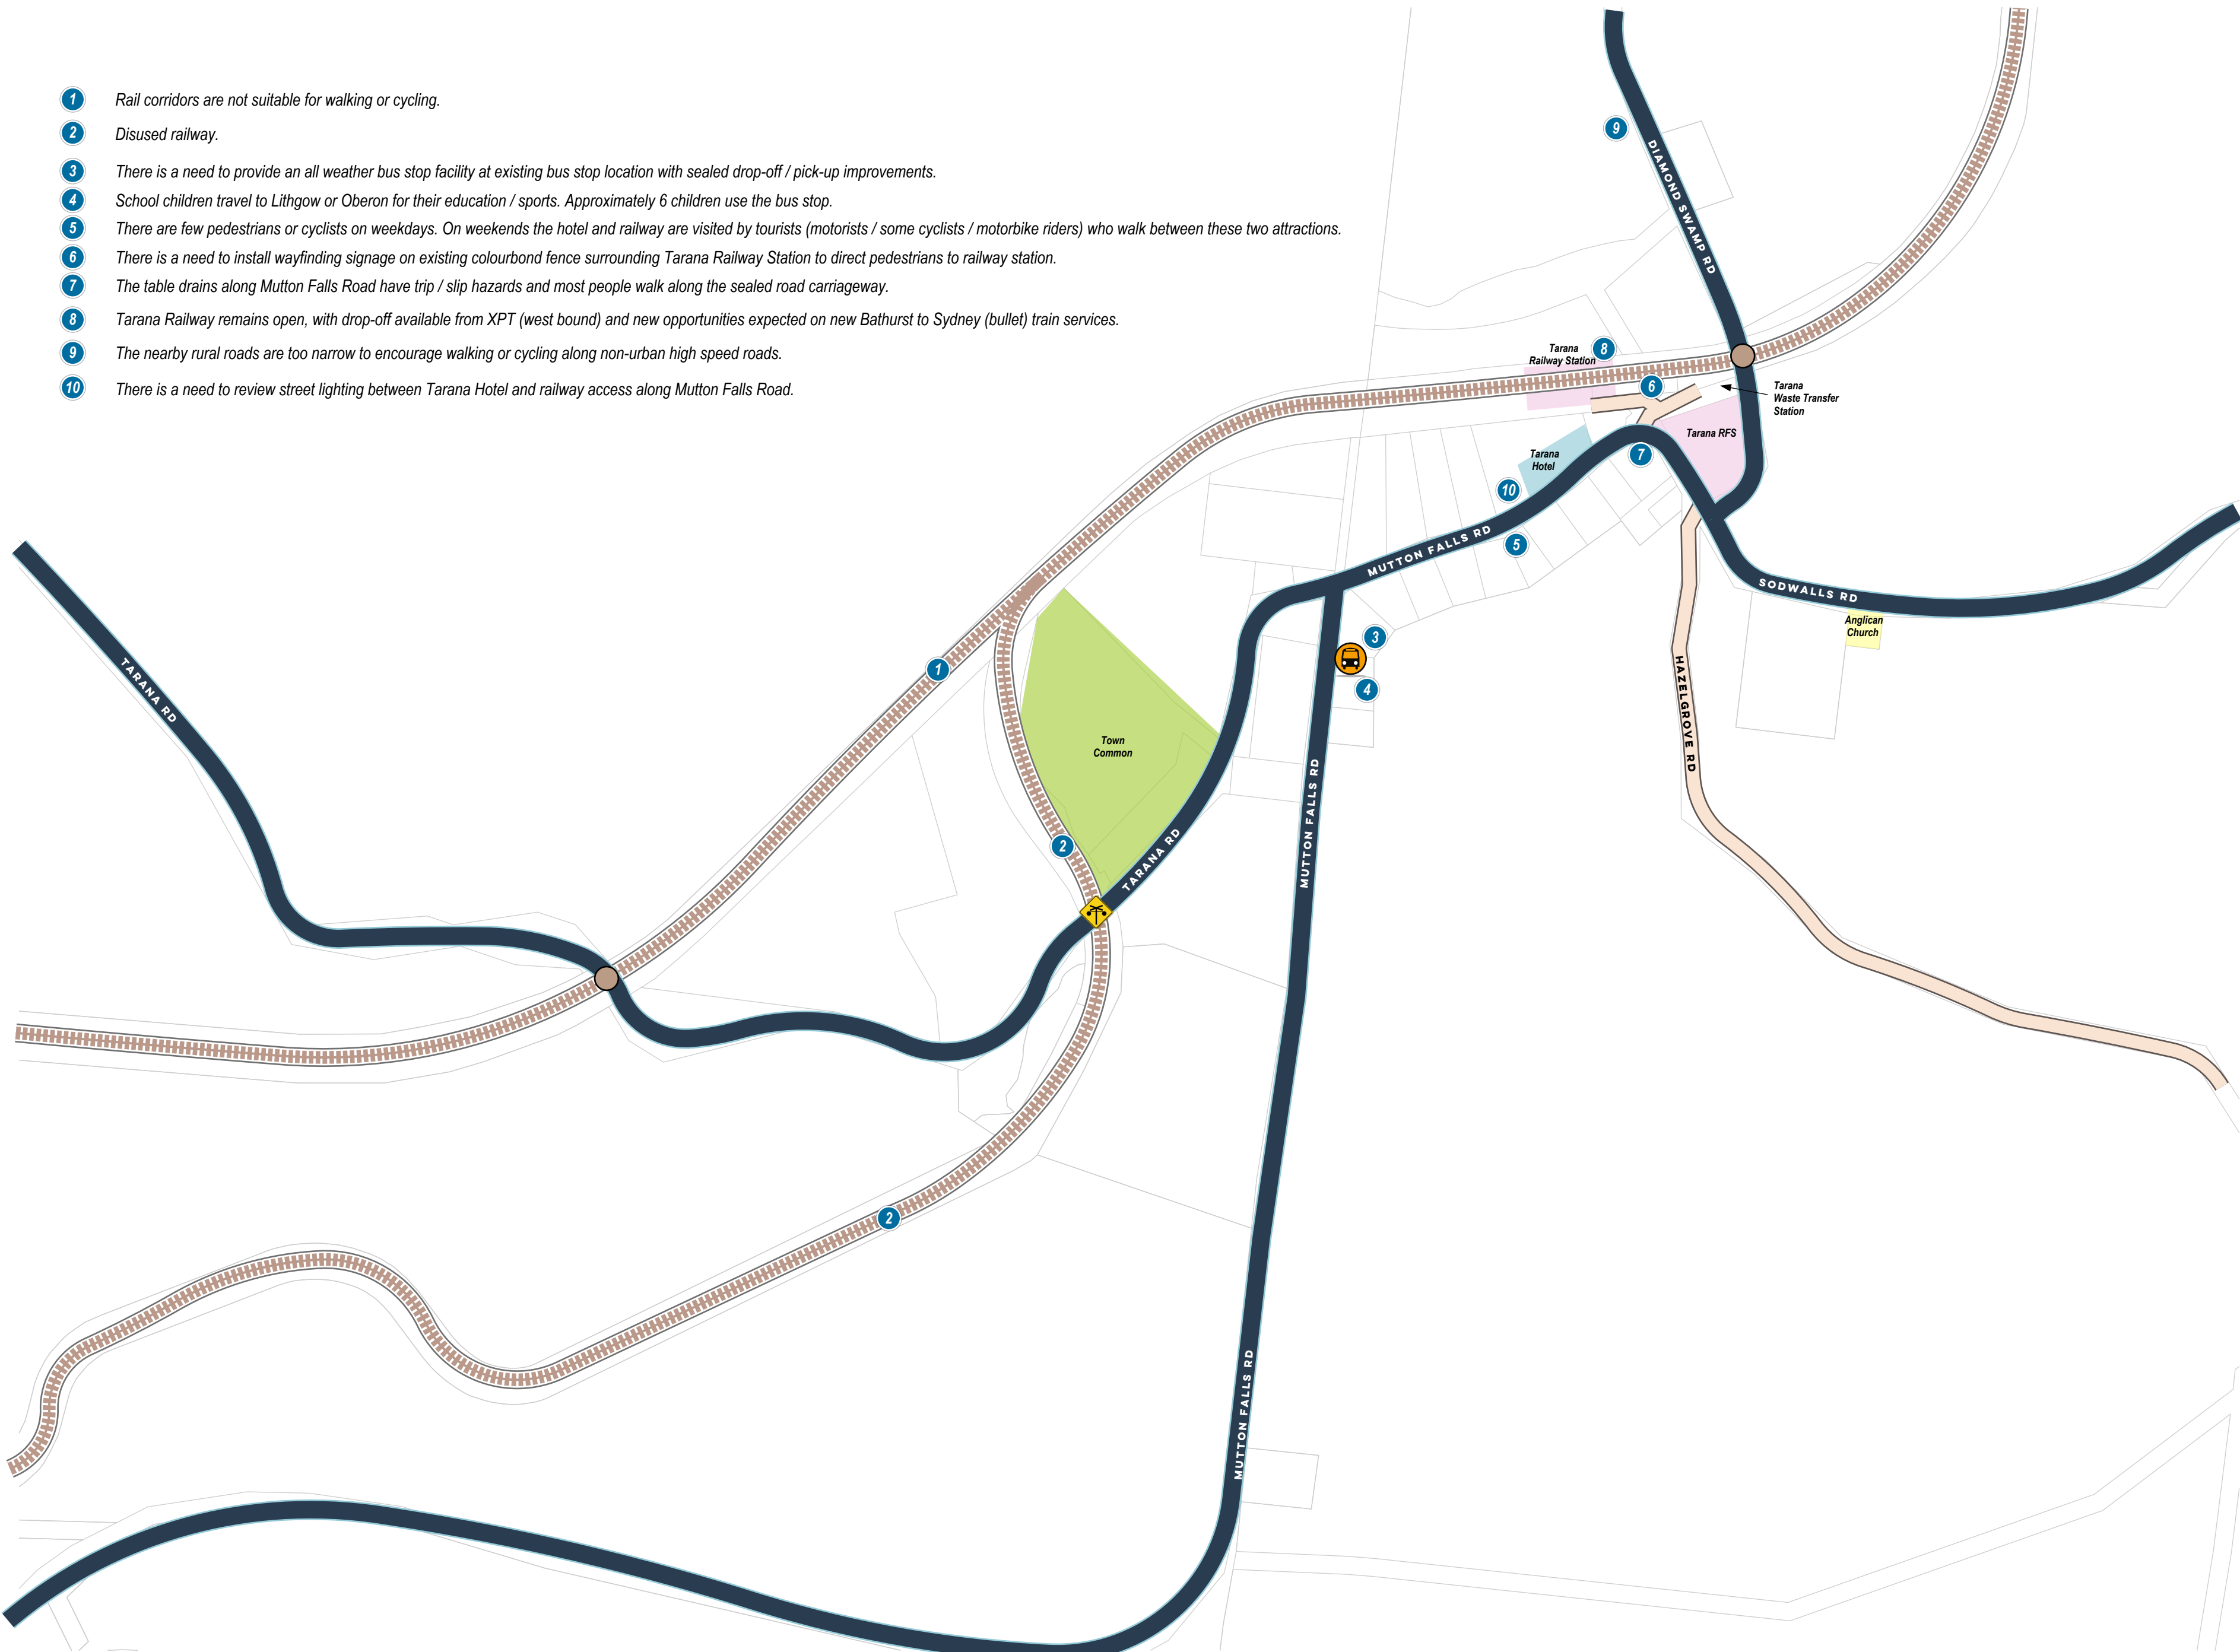 1 Rail corridors are not suitable for walking or cycling.
2 Disused railway.
3 There is a need to provide an all weather bus stop facility at existing bus stop location with sealed drop-off / pick-up improvements.
4 School children travel to Lithgow or Oberon for their education / sports. Approximately 6 children use the bus stop.
5 There are few pedestrians or cyclists on weekdays. On weekends the hotel and railway are visited by tourists (motorists / some cyclists / motorbike riders) who walk between these two attractions.
6 There is a need to install wayfinding signage on existing colourbond fence surrounding Tarana Railway Station to direct pedestrians to railway station.
7 The table drains along Mutton Falls Road have trip / slip hazards and most people walk along the sealed road carriageway.
8 Tarana Railway remains open, with drop-off available from XPT (west bound) and new opportunities expected on new Bathurst to Sydney (bullet) train services.
9 The nearby rural roads are too narrow to encourage walking or cycling along non-urban high speed roads.
10 There is a need to review street lighting between Tarana Hotel and railway access along Mutton Falls Road.
9
DIAMOND SWAMP RD
Tarana
Railway Station
8
6
Tarana
Waste Transfer
Station
Tarana RFS
7
Tarana
Hotel
10
5
MUTTON FALLS RD
SODWALLS RD
Anglican
Church
3
4
1
TARANA RD
HAZELGROVE RD
Town
Common
2
TARANA RD
MUTTON FALLS RD
2
MUTTON FALLS RD